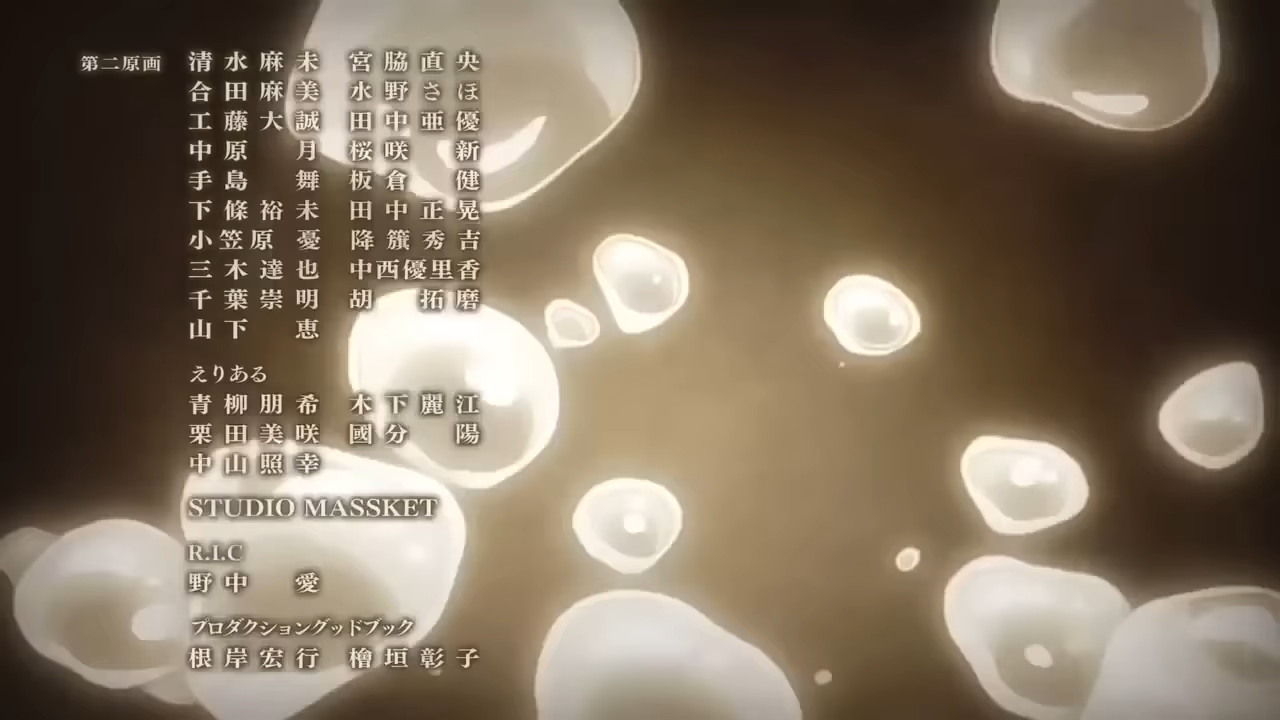 第二原画 清水麻未 宮脇直央
合田麻美 水野さほ
工藤大誠 田中亜優
中原 月 桜咲 新
手島 舞 板倉 健
下條裕未 田中正晃
小笠原 憂 降籏秀吉
三木達也 中西優里香
千葉崇明 胡 拓磨
山下 恵
えりある
青柳朋希 木下麗江
栗田美咲 國分 陽
中山照幸
STUDIO MASSKET
R.I.C
野中 愛
プロダクショングッドブック
根岸宏行 檜垣彰子